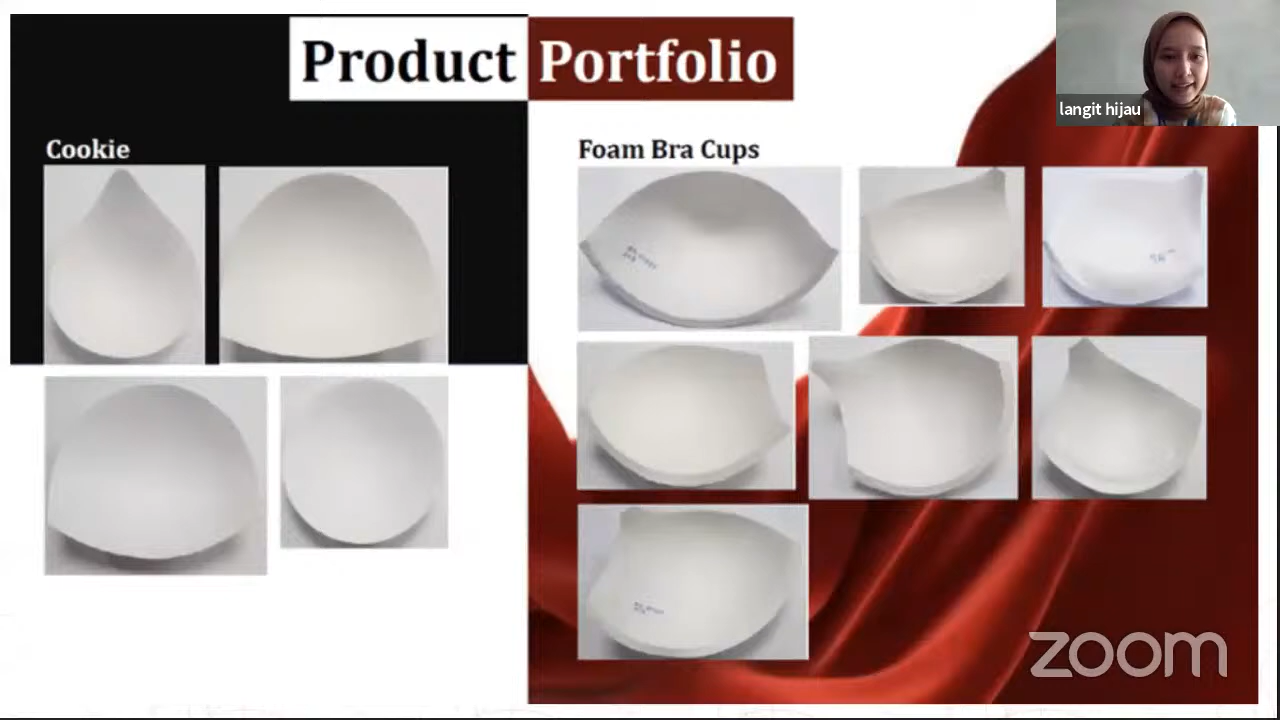 Product Portfolio
langit hijau
Cookie
Foam Bra Cups
zoom